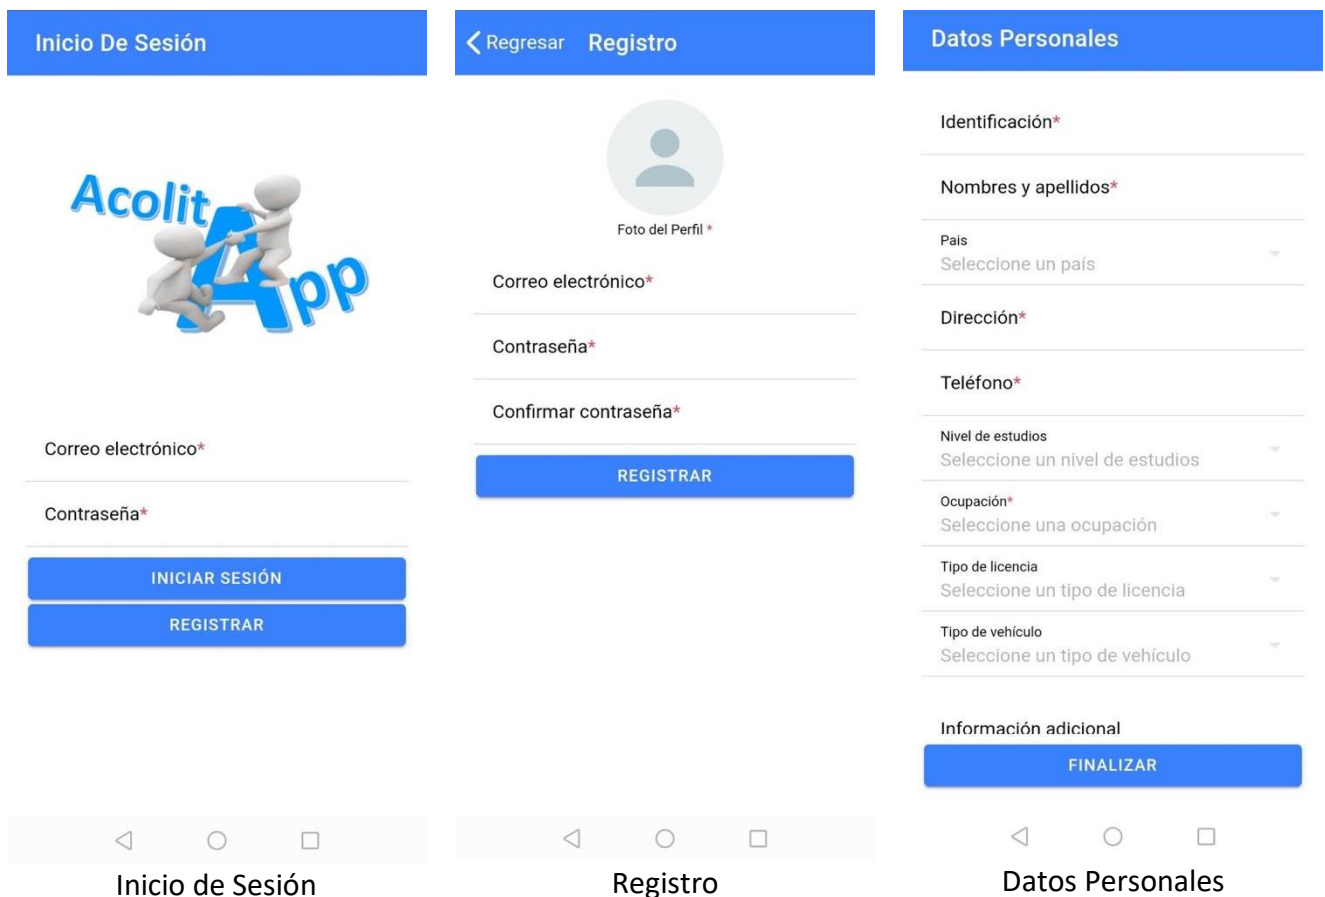 Inicio De Sesión
Acolit
App
Correo electrónico*
Contraseña*
INICIAR SESIÓN
REGISTRAR
Inicio de Sesión
Regresar Registro
Foto del Perfil *
Correo electrónico*
Contraseña*
Confirmar contraseña*
REGISTRAR
Registro
Datos Personales
Identificación*
Nombres y apellidos*
Pais
Seleccione un país
Dirección*
Teléfono*
Nivel de estudios
Seleccione un nivel de estudios
Ocupación*
Seleccione una ocupación
Tipo de licencia
Seleccione un tipo de licencia
Tipo de vehículo
Seleccione un tipo de vehículo
Información adicional
FINALIZAR
Datos Personales